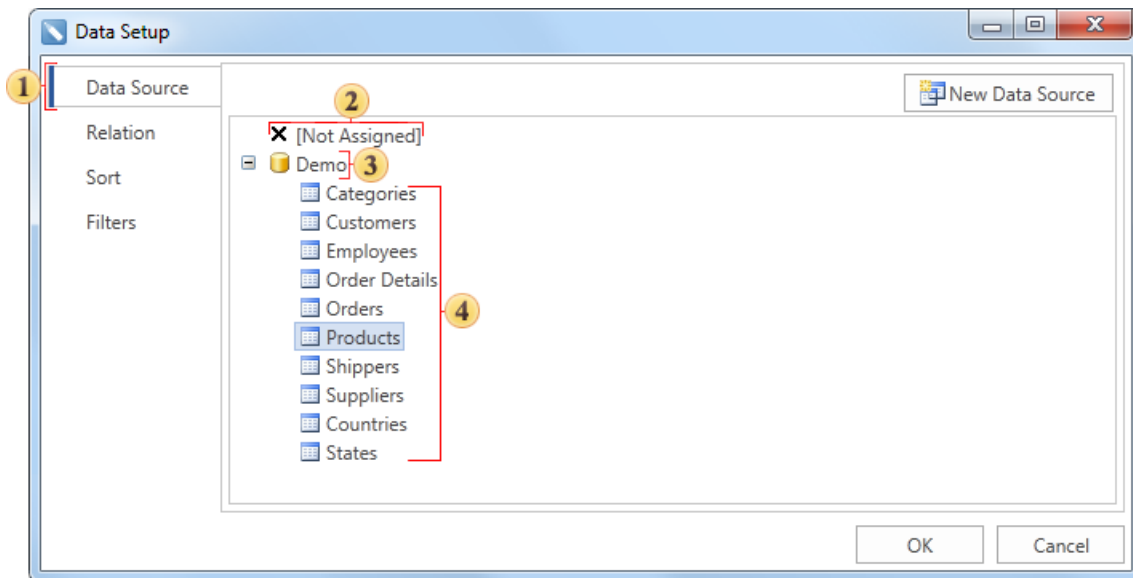 Data Setup
1
Data Source
New Data Source
2
Relation
[Not Assigned]
Demo
3
Sort
Categories
Filters
Customers
Employees
Order Details
Orders
4
Products
Shippers
Suppliers
Countries
States
OK
Cancel